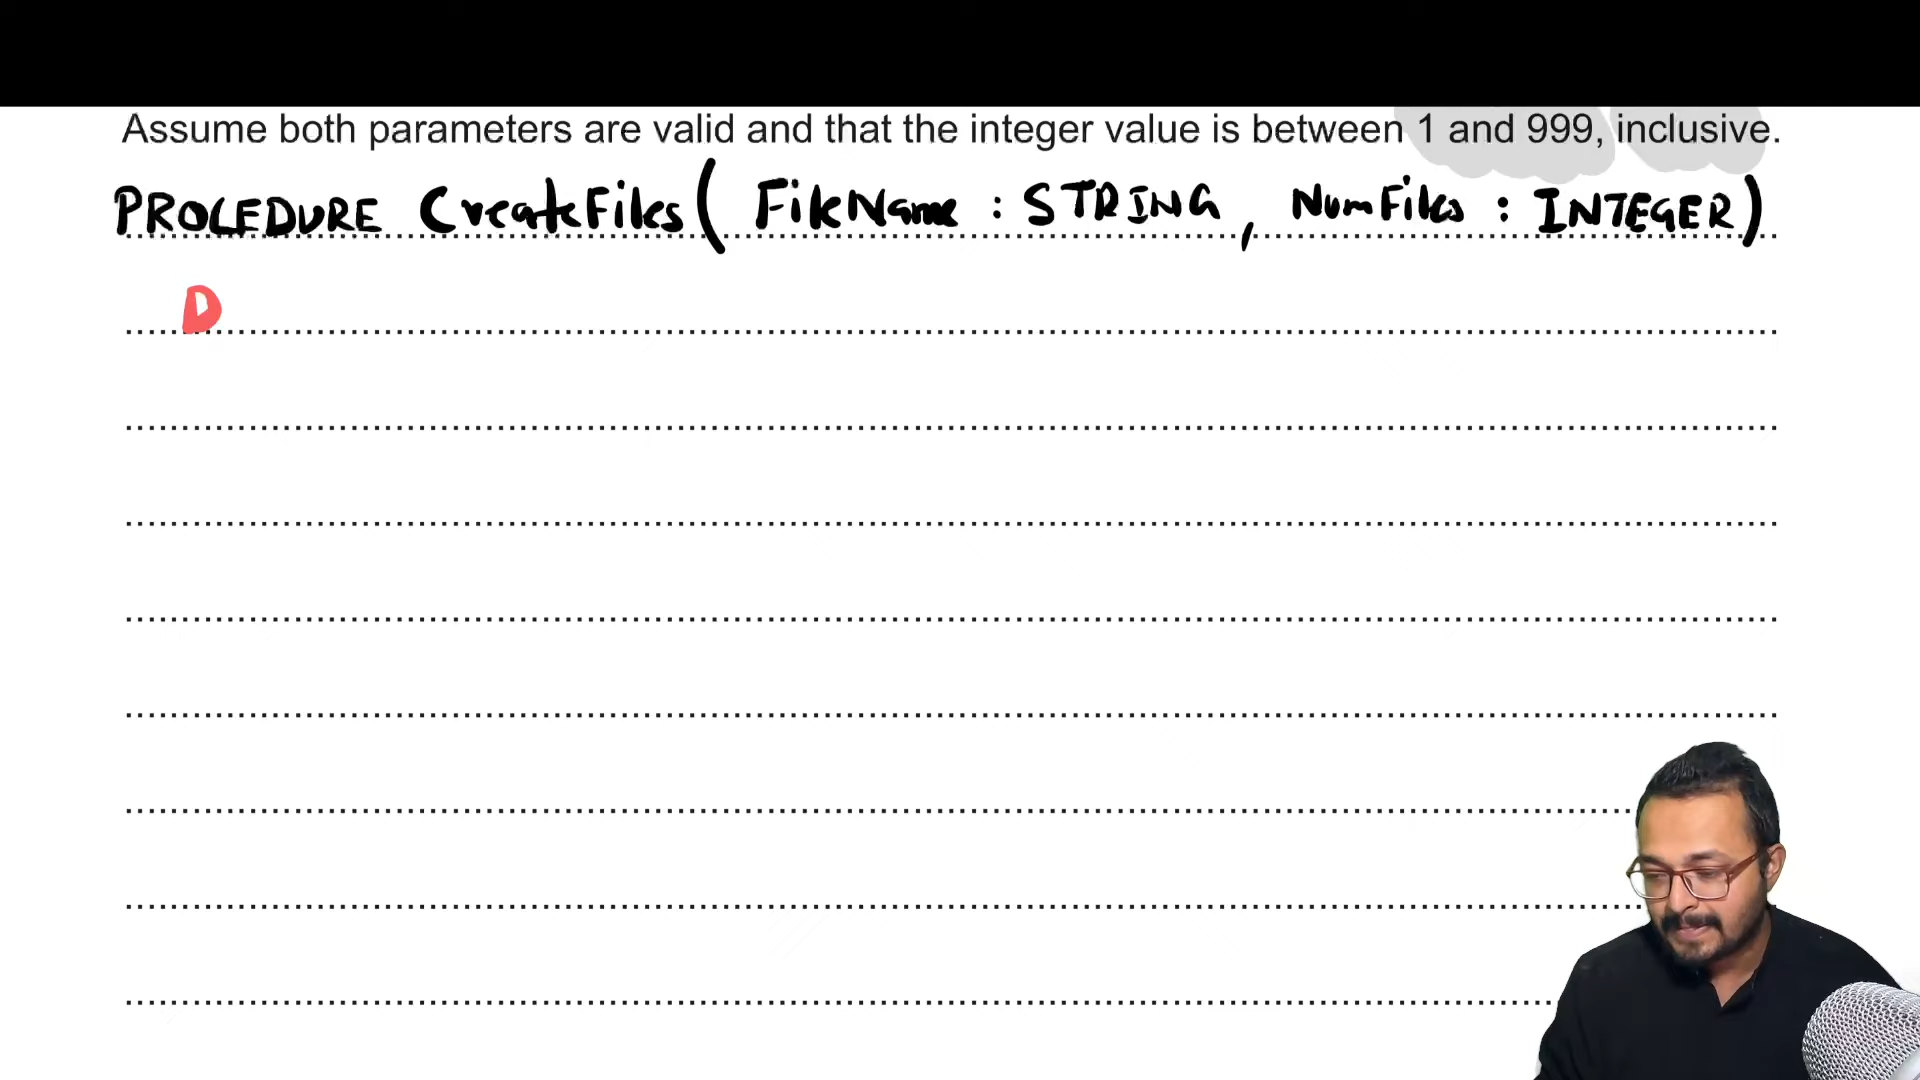 Assume both parameters are valid and that the integer value is between 1 and 999, inclusive.
PROCEDURE CreateFiles( FileName : STRING , NumFiles : INTEGER)
D